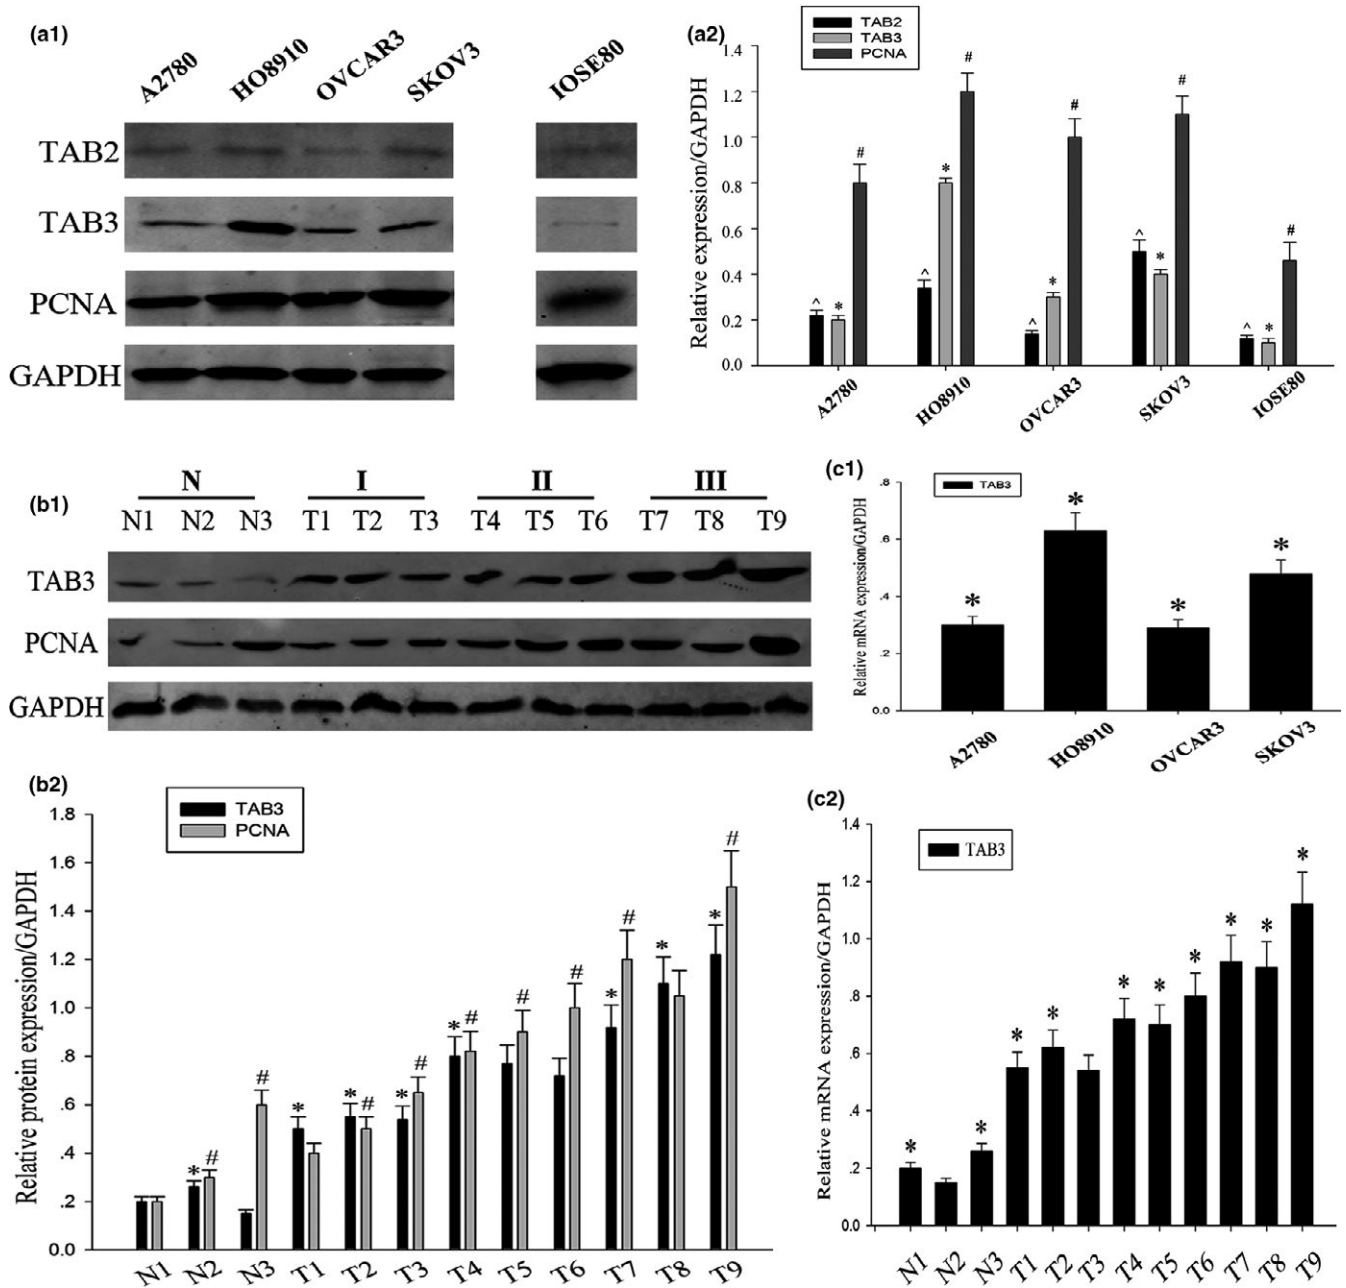 (a1)
A2780 HO8910 OVCAR3 SKOV3 IOSE80
TAB2
TAB3
PCNA
GAPDH
(a2)
TAB2
TAB3
PCNA
Relative expression/GAPDH
1.4
1.2
1.0
0.8
0.6
0.4
0.2
0.0
^ * #
^ * #
^ * #
^ * #
^ * #
A2780 HO8910 OVCAR3 SKOV3 IOSE80
(b1)
N I II III
N1 N2 N3 T1 T2 T3 T4 T5 T6 T7 T8 T9
TAB3
PCNA
GAPDH
(c1)
TAB3
Relative mRNA expression/GAPDH
.8
.6
.4
.2
0.0
* * * *
A2780 HO8910 OVCAR3 SKOV3
(b2)
TAB3
PCNA
Relative protein expression/GAPDH
1.8
1.6
1.4
1.2
1.0
.8
.6
.4
.2
0.0
* # # * * # * # * # # # * # * * #
N1 N2 N3 T1 T2 T3 T4 T5 T6 T7 T8 T9
(c2)
TAB3
Relative mRNA expression/GAPDH
1.4
1.2
1.0
.8
.6
.4
.2
0.0
* * * * * * * * * *
N1 N2 N3 T1 T2 T3 T4 T5 T6 T7 T8 T9